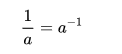 1/a = a⁻¹